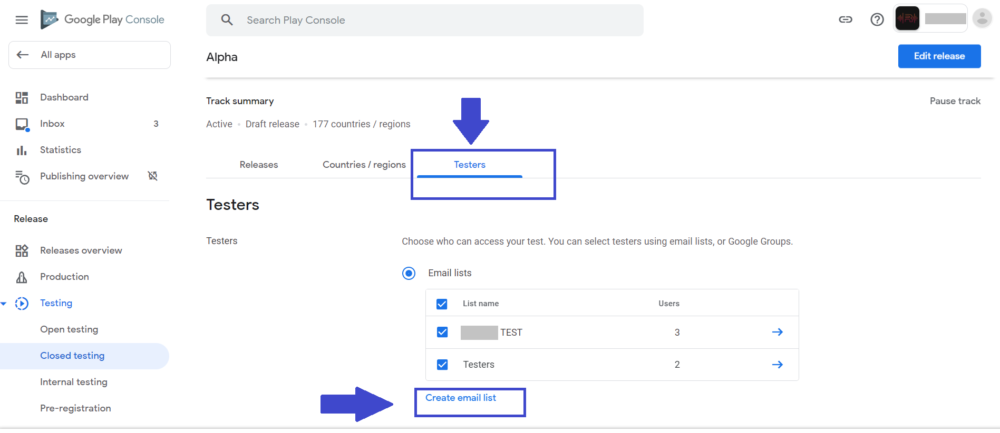 Google Play Console
Search Play Console
All apps
Alpha
Edit release
Dashboard
Track summary
Pause track
Inbox 3
Active • Draft release • 177 countries / regions
Statistics
Releases Countries / regions Testers
Publishing overview
Testers
Release
Testers
Choose who can access your test. You can select testers using email lists, or Google Groups.
Releases overview
Production
Email lists
Testing
List name Users
Open testing
TEST 3
Closed testing
Testers 2
Internal testing
Create email list
Pre-registration